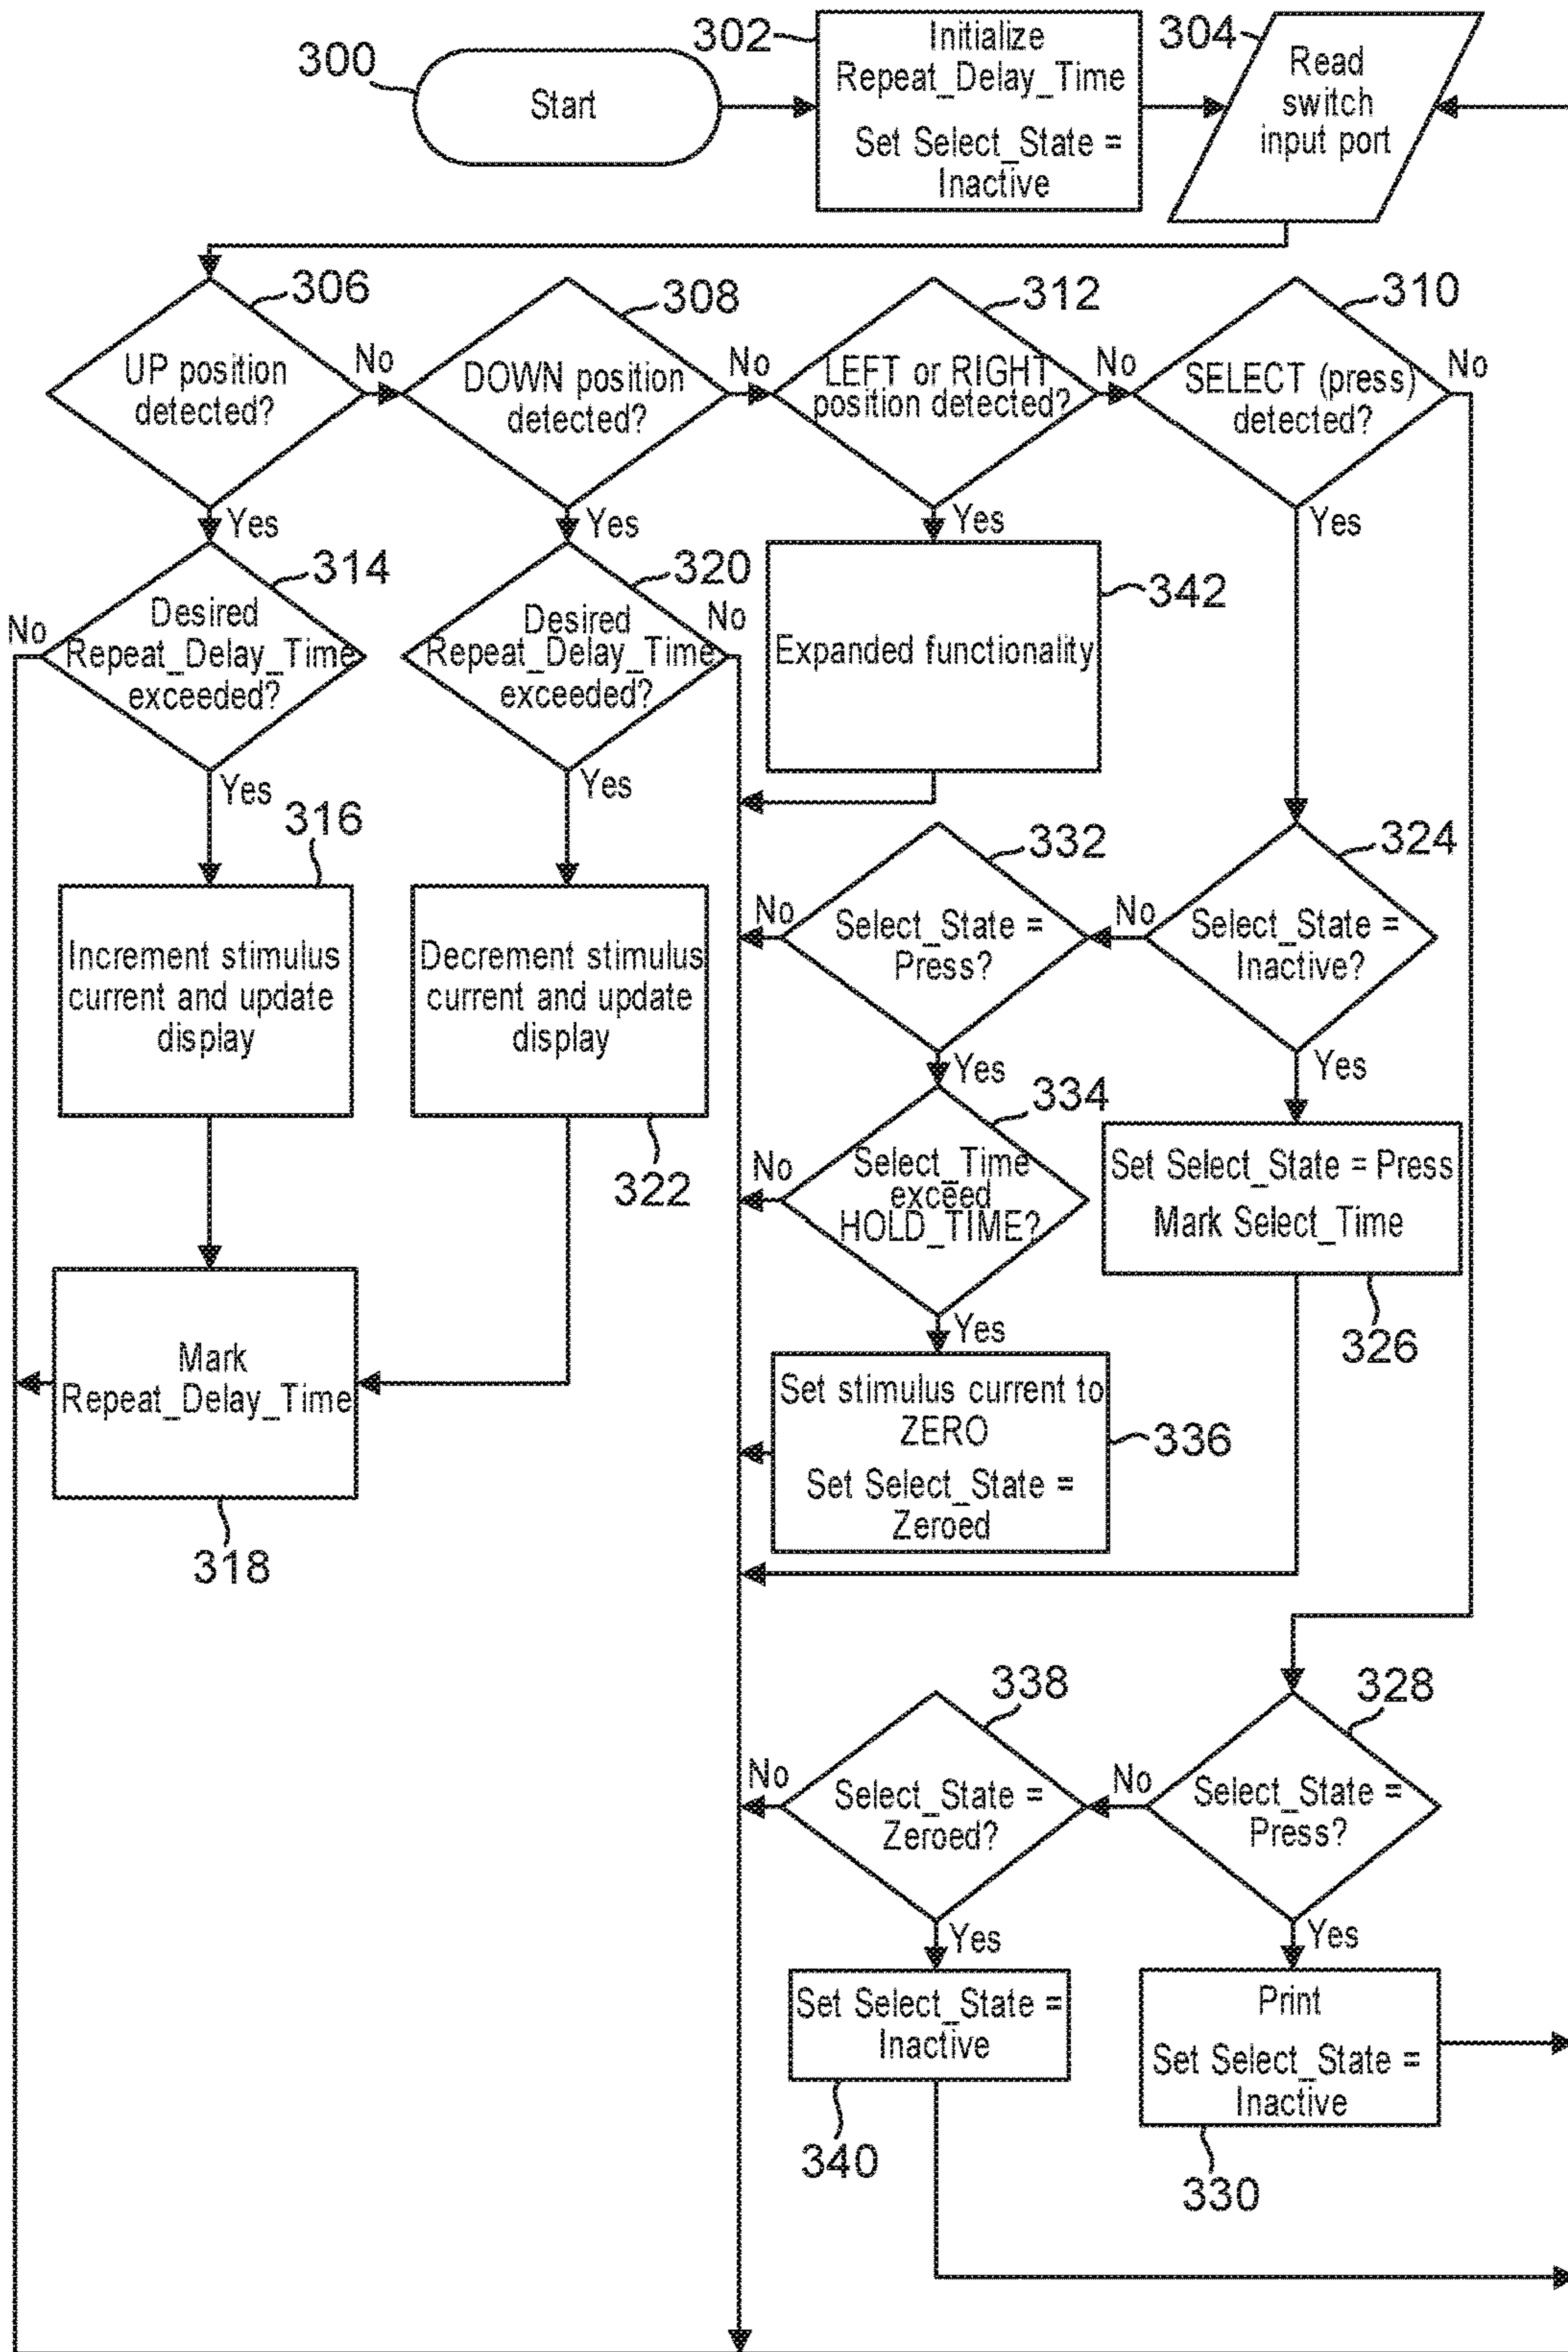 300
Start
302
Initialize
Repeat_Delay_Time
Set Select_State =
Inactive
304
Read
switch
input port
306
UP position
detected?
No
Yes
308
DOWN position
detected?
No
Yes
312
LEFT or RIGHT
position detected?
No
Yes
310
SELECT (press)
detected?
No
Yes
314
Desired
Repeat_Delay_Time
exceeded?
No
Yes
320
Desired
Repeat_Delay_Time
exceeded?
No
Yes
342
Expanded functionality
316
Increment stimulus
current and update
display
Decrement stimulus
current and update
display
322
332
Select_State =
Press?
No
Yes
324
Select_State =
Inactive?
No
Yes
334
Select_Time
exceed
HOLD_TIME?
No
Yes
Set Select_State = Press
Mark Select_Time
326
Mark
Repeat_Delay_Time
318
Set stimulus current to
ZERO
Set Select_State =
Zeroed
336
338
Select_State =
Zeroed?
No
Yes
328
Select_State =
Press?
No
Yes
Set Select_State =
Inactive
340
Print
Set Select_State =
Inactive
330